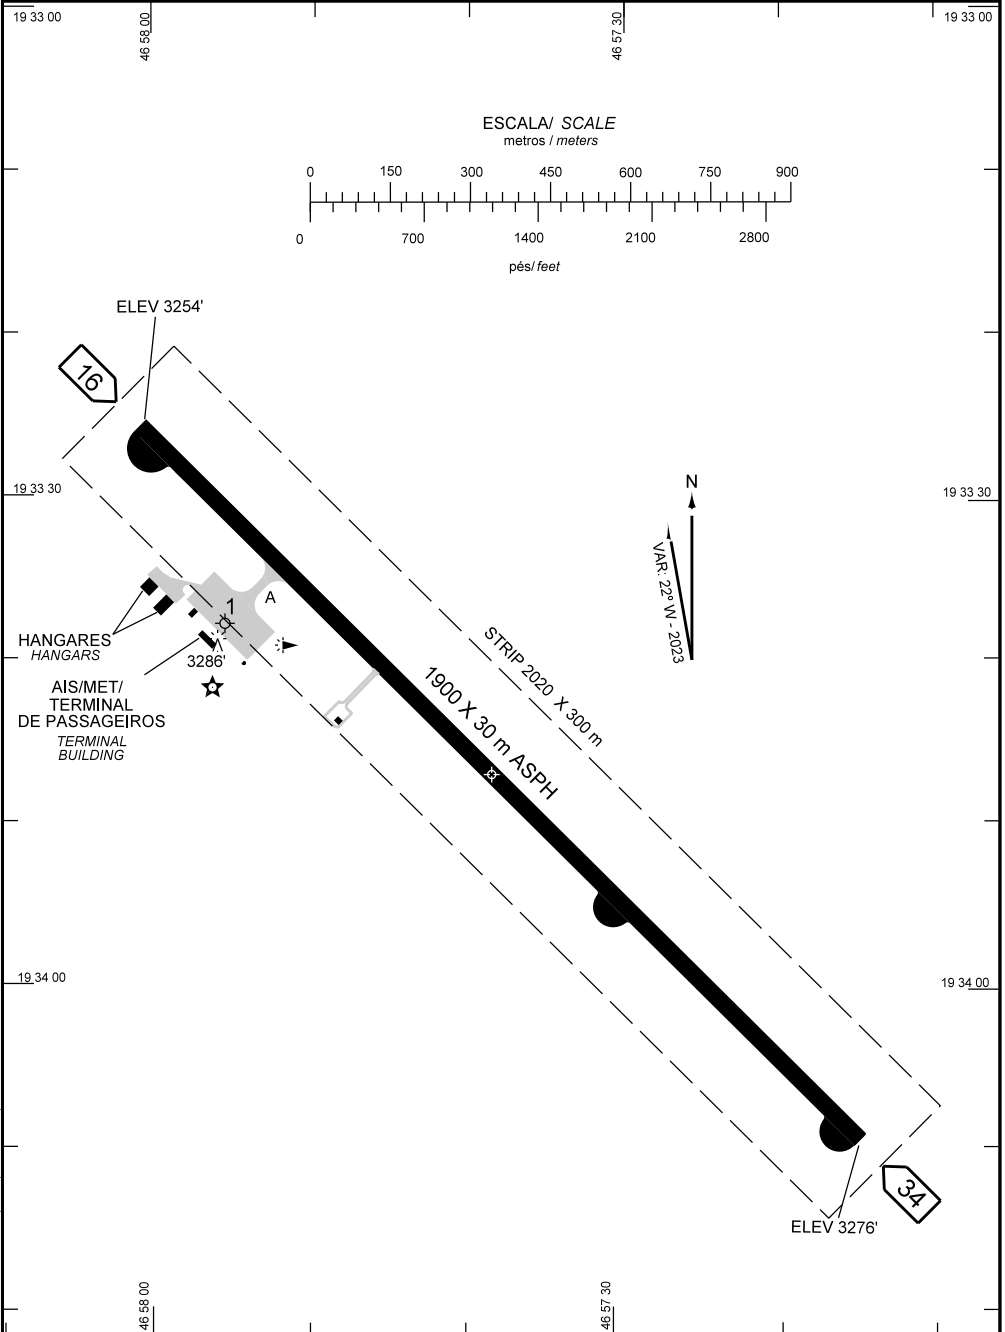 19 33 00
46 58 00
46 57 30
19 33 00
ESCALA/ SCALE
metros / meters
0 150 300 450 600 750 900
0 700 1400 2100 2800
pés/feet
ELEV 3254'
16
19 33 30
19 33 30
N
VAR: 22º W - 2023
1
A
HANGARES
HANGARS
3286'
AIS/MET/
TERMINAL
DE PASSAGEIROS
TERMINAL
BUILDING
STRIP 2020 X 300 m
1900 X 30 m ASPH
19 34 00
19 34 00
34
ELEV 3276'
46 58 00
46 57 30